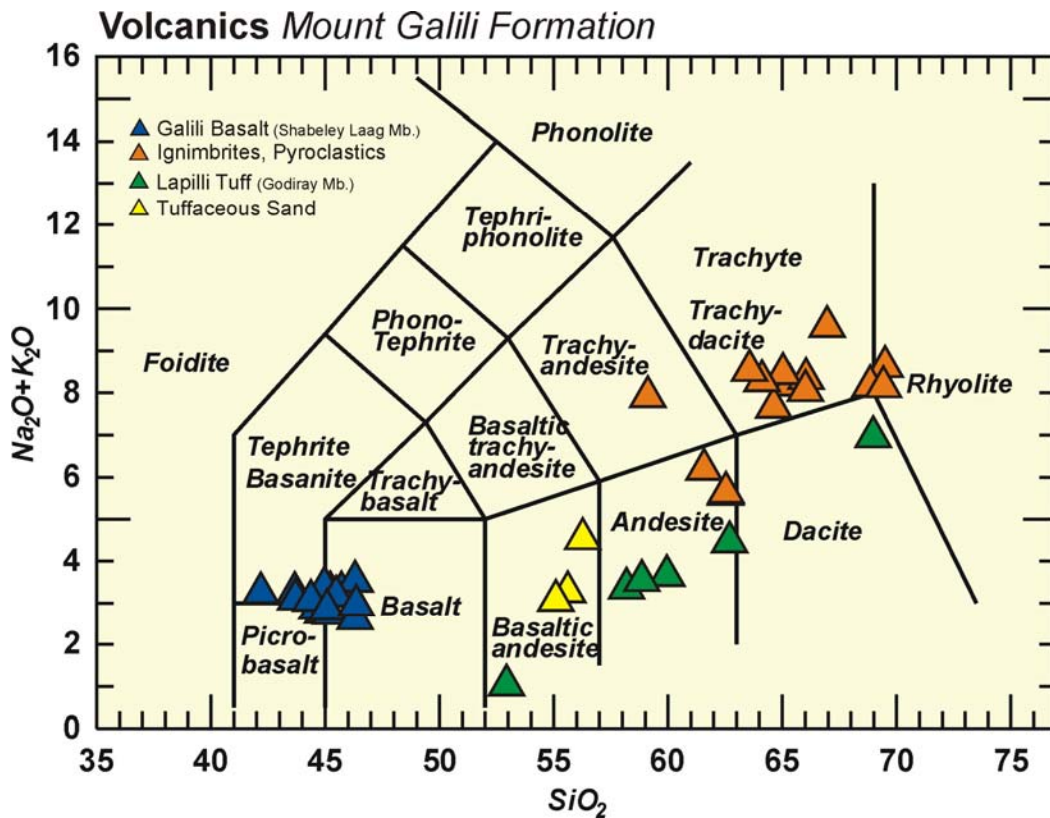 Volcanics Mount Galili Formation
16
14
12
10
8
6
4
2
0
Na2O+K2O
Galili Basalt (Shabeley Laag Mb.)
Ignimbrites, Pyroclastics
Lapilli Tuff (Godiray Mb.)
Tuffaceous Sand
Phonolite
Tephri-
phonolite
Trachyte
Phono-
Tephrite
Trachy-
dacite
Foidite
Trachy-
andesite
Rhyolite
Tephrite
Basanite
Basaltic
trachy-
andesite
Trachy-
basalt
Andesite
Dacite
Basalt
Picro-
basalt
Basaltic
andesite
35 40 45 50 55 60 65 70 75
SiO2